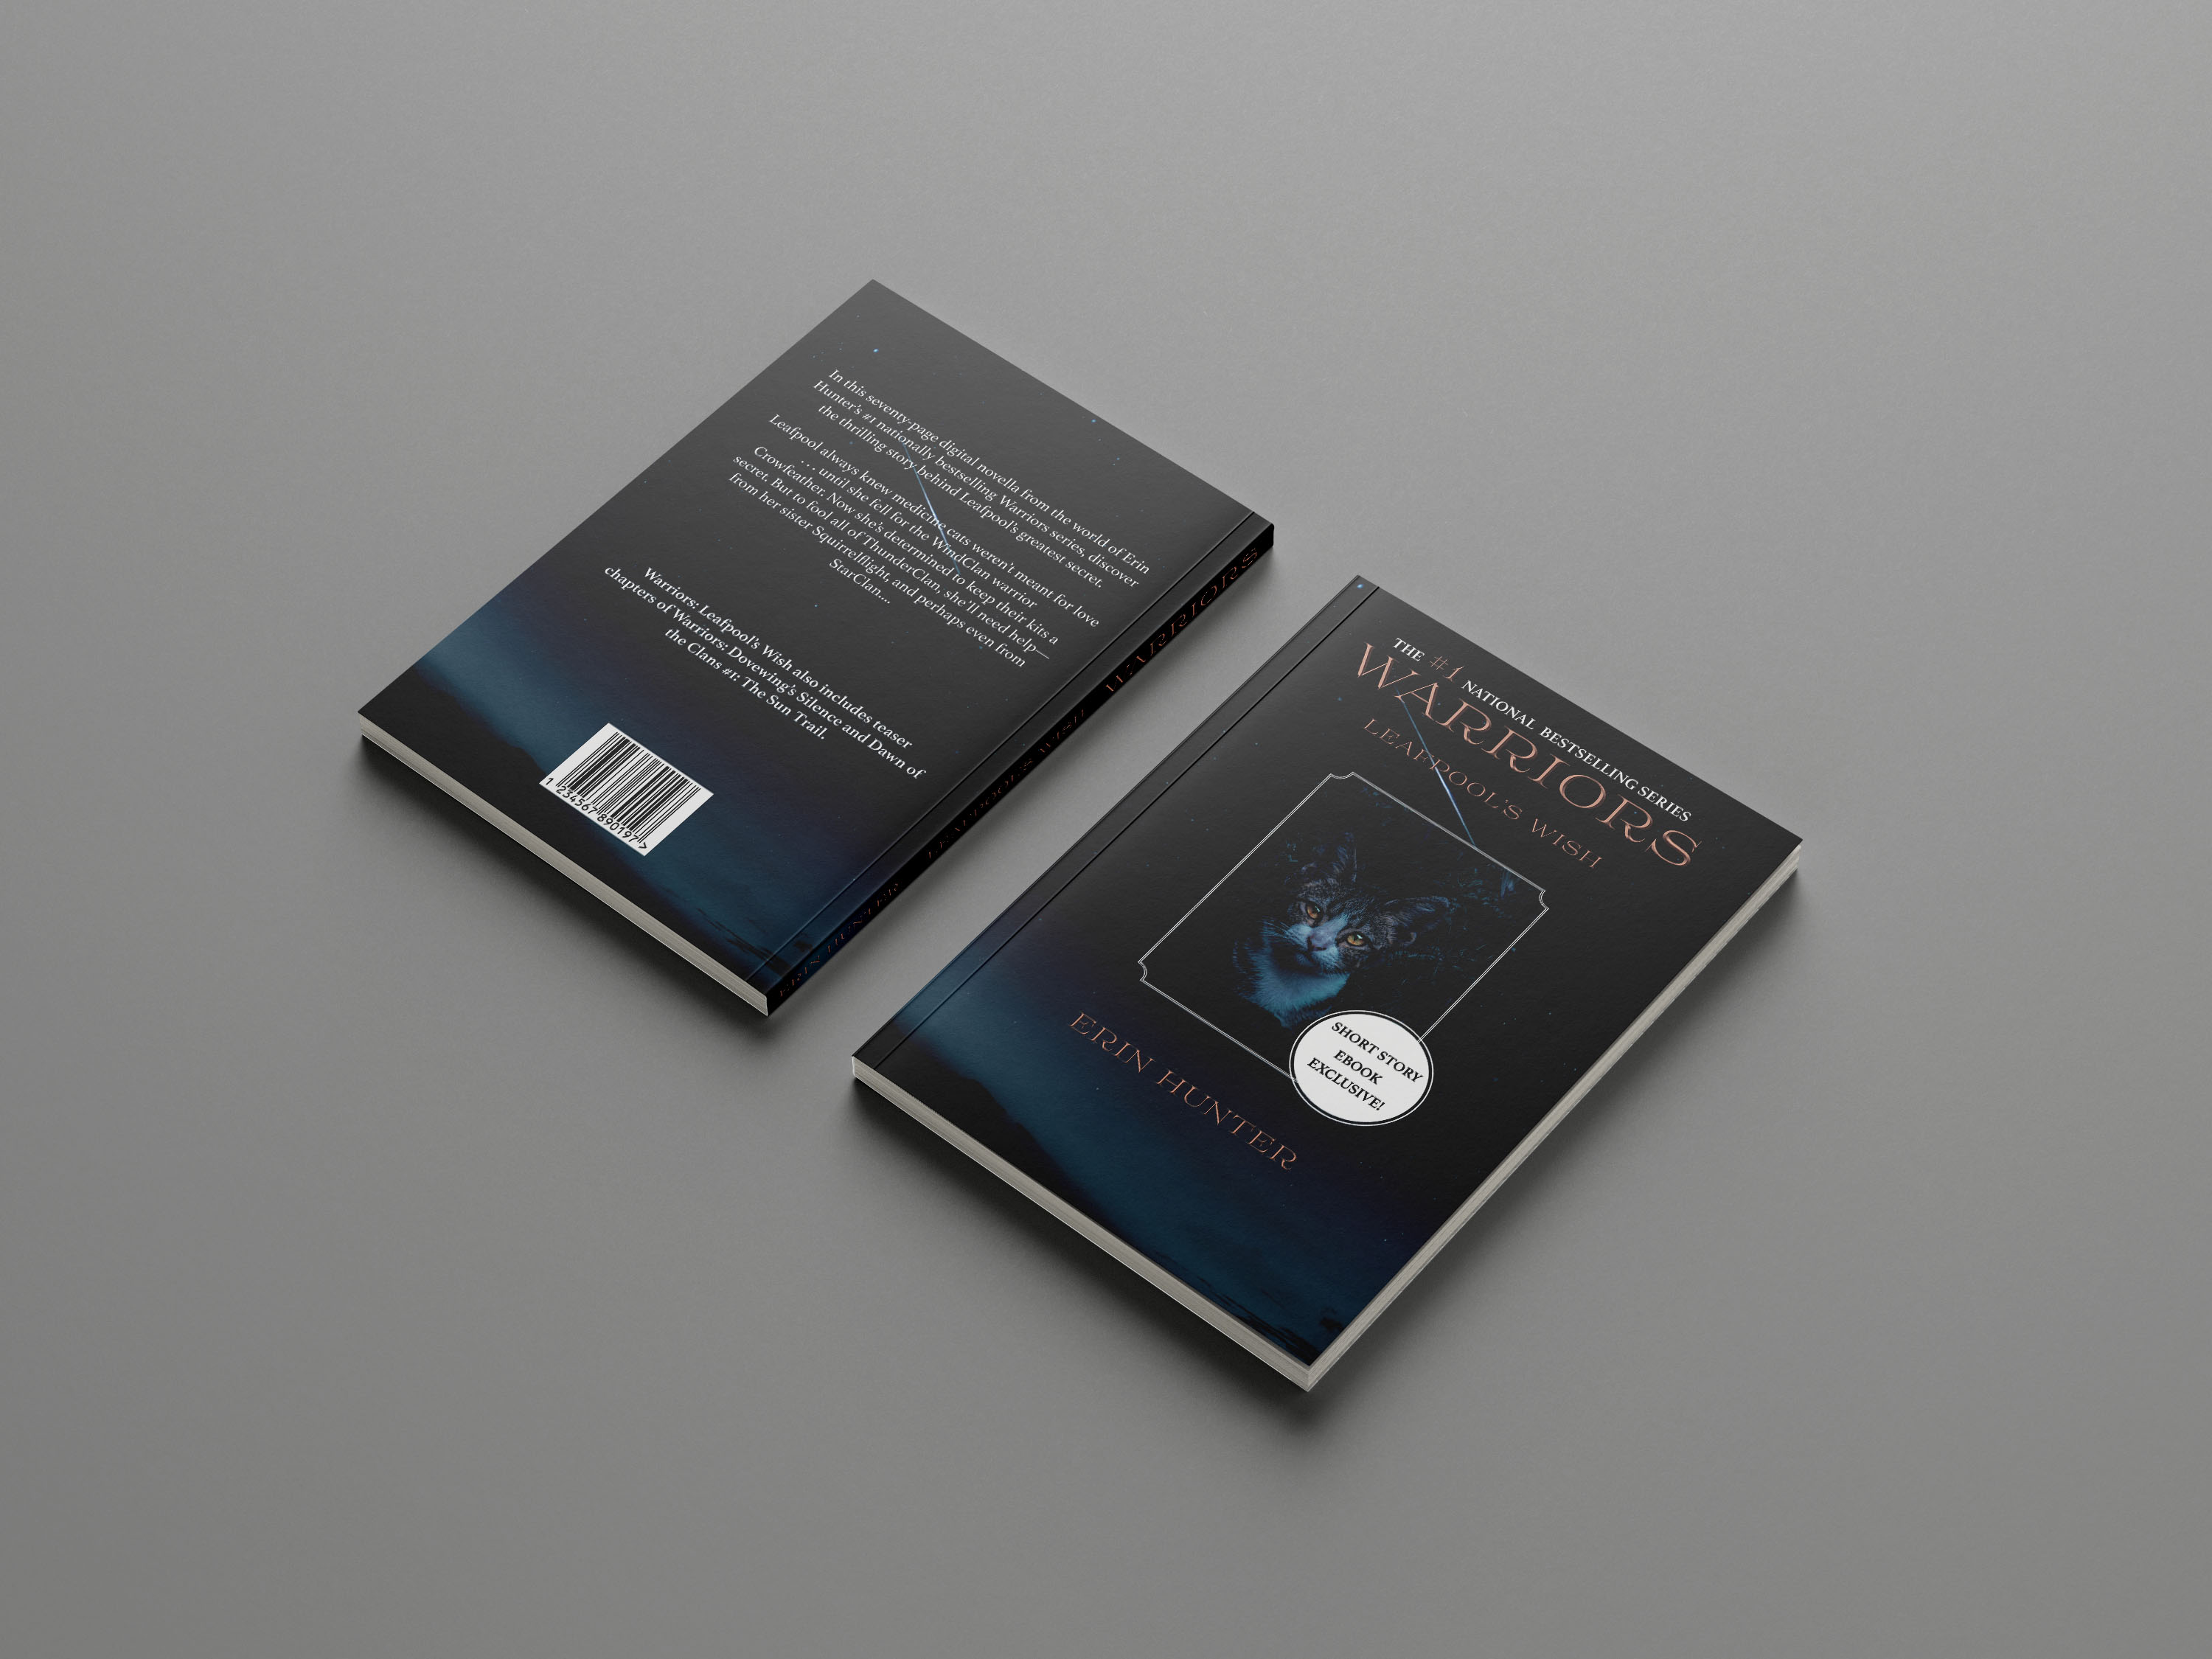 In this seventy-page digital novella from the world of Erin
Hunter's #1 nationally bestselling Warriors series, discover
the thrilling story behind Leafpool's greatest secret.
Leafpool always knew medicine cats weren't meant for love
. . . until she fell for the WindClan warrior
Crowfeather. Now she's determined to keep their kits a
secret. But to fool all of ThunderClan, she'll need help—
from her sister Squirrelflight, and perhaps even from
StarClan....
Warriors: Leafpool's Wish also includes teaser
chapters of Warriors: Dovewing's Silence and Dawn of
the Clans #1: The Sun Trail.
1 234567 890197 >
ERIN HUNTER LEAFPOOL'S WISH WARRIORS
THE #1 NATIONAL BESTSELLING SERIES
WARRIORS
LEAFPOOL'S WISH
SHORT STORY
EBOOK
EXCLUSIVE!
ERIN HUNTER